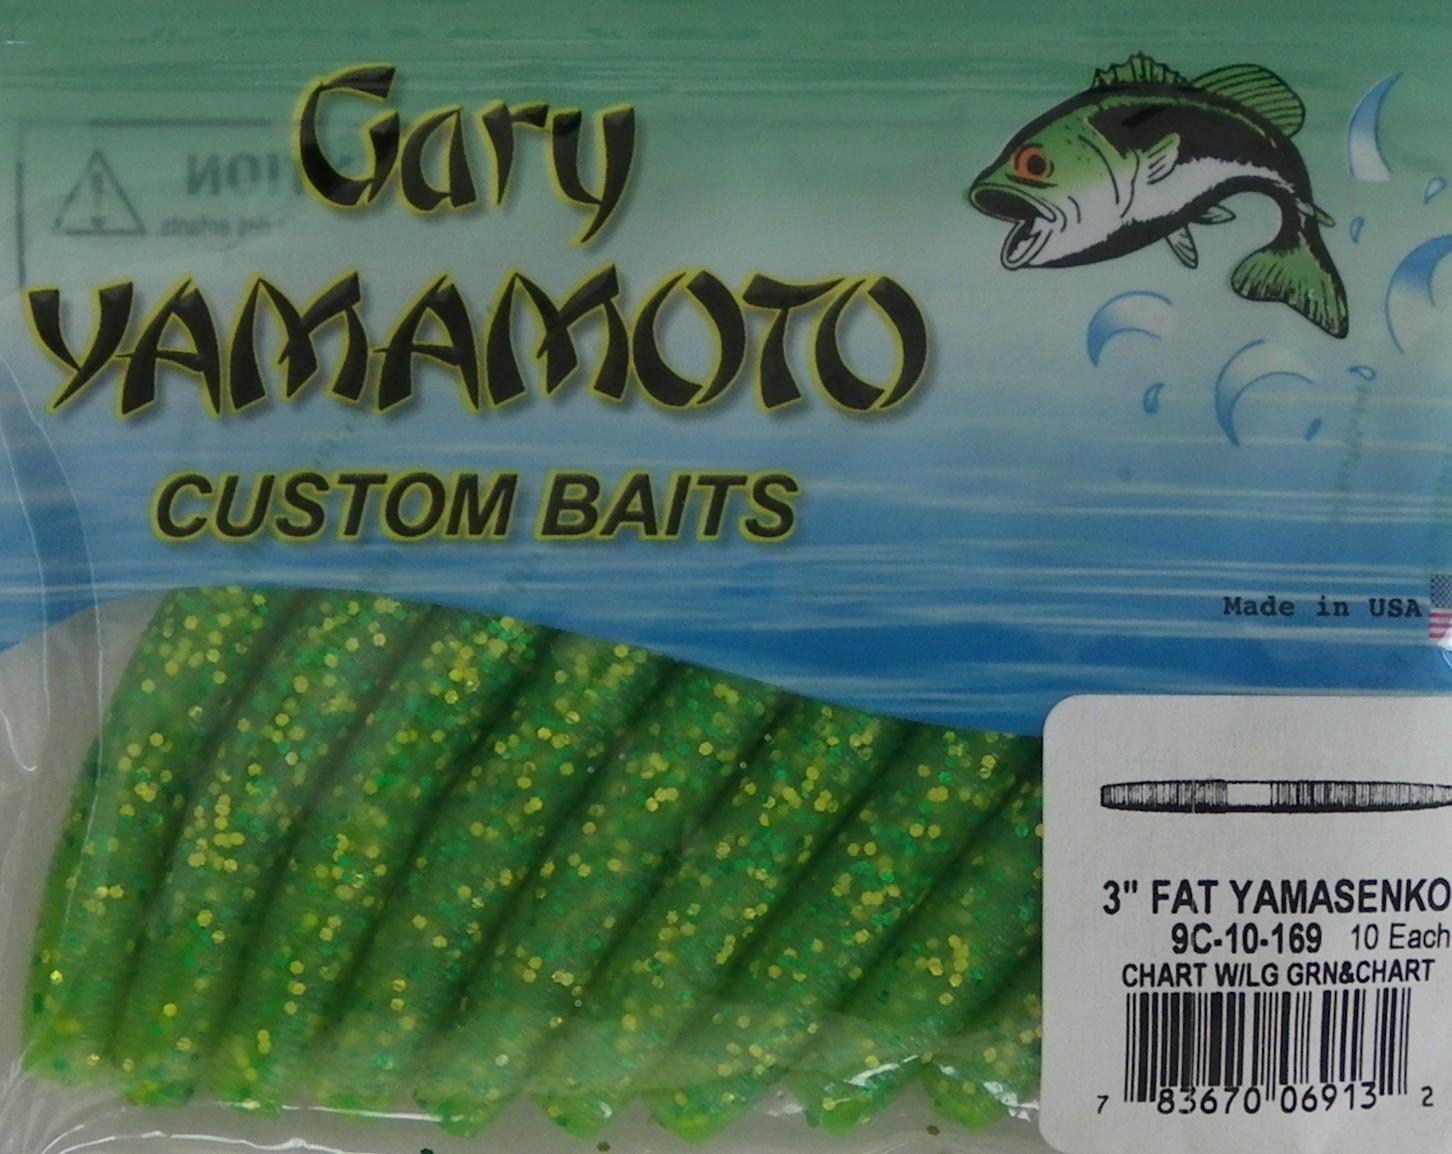 Gary
YAMAMOTO
CUSTOM BAITS
Made in USA
3" FAT YAMASENKO
9C-10-169 10 Each
CHART W/LG GRN&CHART
7 83670 06913 2